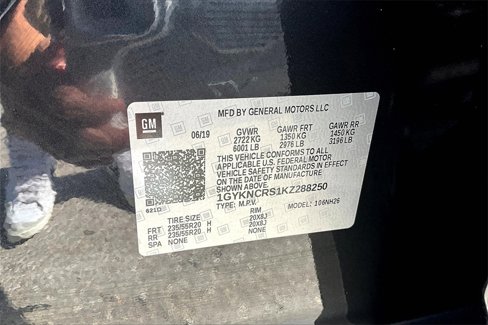 GM
MFD BY GENERAL MOTORS LLC
06/19 GVWR GAWR FRT GAWR RR
2722 KG 1350 KG 1450 KG
6001 LB 2976 LB 3196 LB
THIS VEHICLE CONFORMS TO ALL
APPLICABLE U.S. FEDERAL MOTOR
VEHICLE SAFETY STANDARDS IN EFFECT
ON THE DATE OF MANUFACTURE
SHOWN ABOVE
1GYKNCRS1KZ288250
TYPE: M.P.V. MODEL: 106NH26
621D
TIRE SIZE RIM
FRT 235/55R20 H 20X8J
RR 235/55R20 H 20X8J
SPA NONE NONE